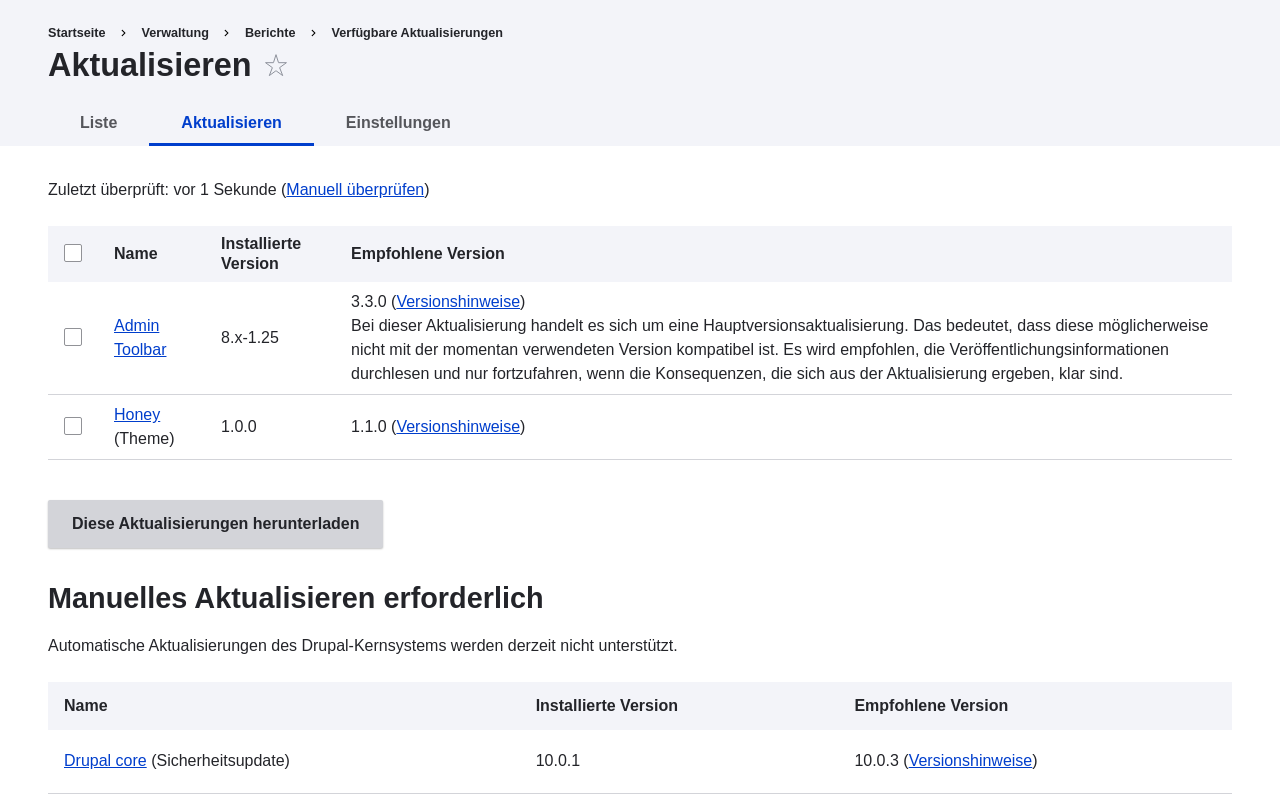 Startseite > Verwaltung > Berichte > Verfügbare Aktualisierungen
Aktualisieren ☆
Liste Aktualisieren Einstellungen
Zuletzt überprüft: vor 1 Sekunde (Manuell überprüfen)
Name Installierte Version Empfohlene Version
Admin Toolbar 8.x-1.25 3.3.0 (Versionshinweise)
Bei dieser Aktualisierung handelt es sich um eine Hauptversionsaktualisierung. Das bedeutet, dass diese möglicherweise
nicht mit der momentan verwendeten Version kompatibel ist. Es wird empfohlen, die Veröffentlichungsinformationen
durchlesen und nur fortzufahren, wenn die Konsequenzen, die sich aus der Aktualisierung ergeben, klar sind.
Honey (Theme) 1.0.0 1.1.0 (Versionshinweise)
Diese Aktualisierungen herunterladen
Manuelles Aktualisieren erforderlich
Automatische Aktualisierungen des Drupal-Kernsystems werden derzeit nicht unterstützt.
Name Installierte Version Empfohlene Version
Drupal core (Sicherheitsupdate) 10.0.1 10.0.3 (Versionshinweise)